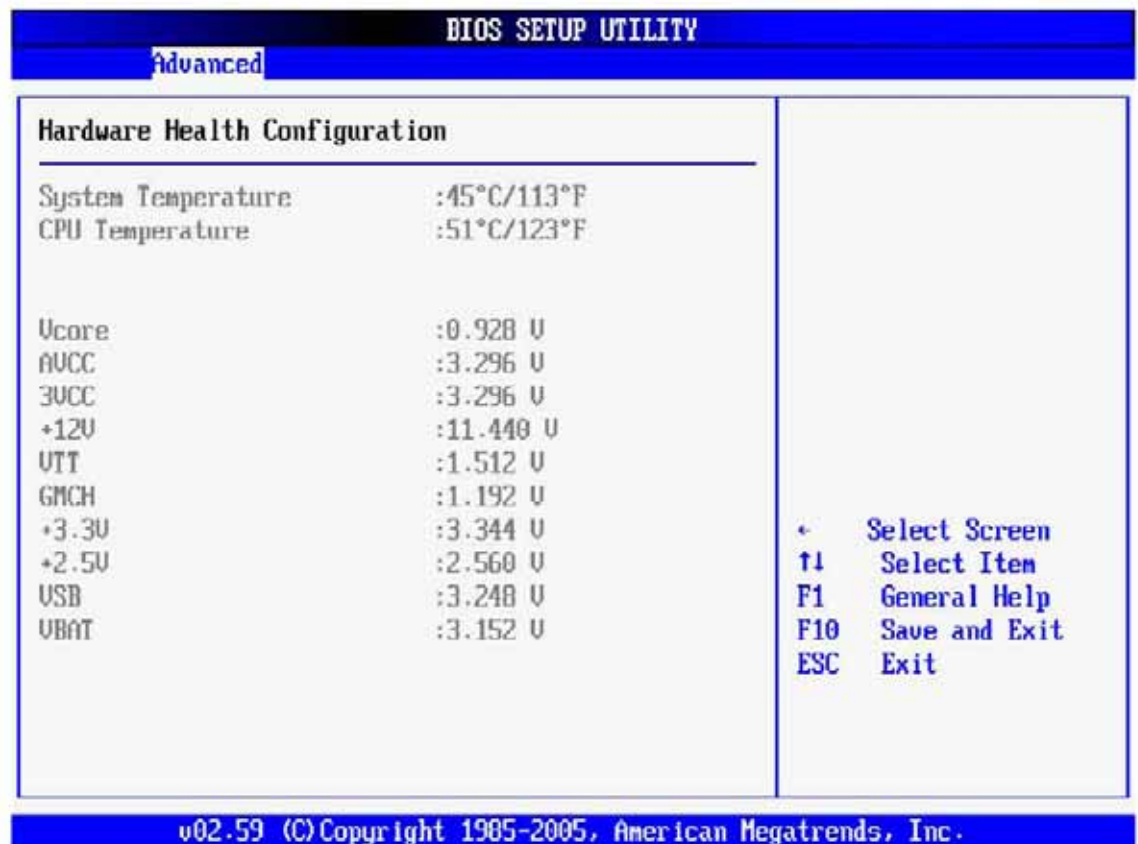 BIOS SETUP UTILITY
Advanced
Hardware Health Configuration
System Temperature :45°C/113°F
CPU Temperature :51°C/123°F
Vcore :0.928 V
AVCC :3.296 V
3VCC :3.296 V
+12V :11.440 V
VTT :1.512 V
GMCH :1.192 V
+3.3V :3.344 V
+2.5V :2.560 V
VSB :3.248 V
VBAT :3.152 V
← Select Screen
↑↓ Select Item
F1 General Help
F10 Save and Exit
ESC Exit
v02.59 (C)Copyright 1985-2005, American Megatrends, Inc.